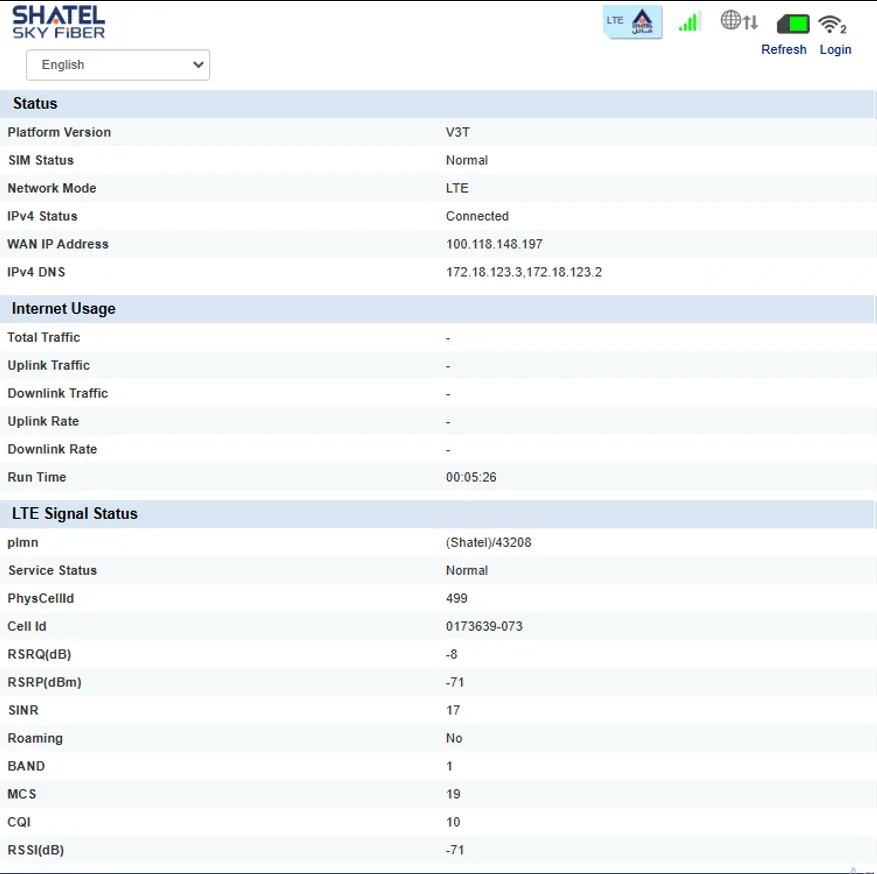 SHATEL
SKY FIBER
LTE
2
Refresh Login
English
Status
Platform Version V3T
SIM Status Normal
Network Mode LTE
IPv4 Status Connected
WAN IP Address 100.118.148.197
IPv4 DNS 172.18.123.3,172.18.123.2
Internet Usage
Total Traffic -
Uplink Traffic -
Downlink Traffic -
Uplink Rate -
Downlink Rate -
Run Time 00:05:26
LTE Signal Status
plmn (Shatel)/43208
Service Status Normal
PhysCellId 499
Cell Id 0173639-073
RSRQ(dB) -8
RSRP(dBm) -71
SINR 17
Roaming No
BAND 1
MCS 19
CQI 10
RSSI(dB) -71